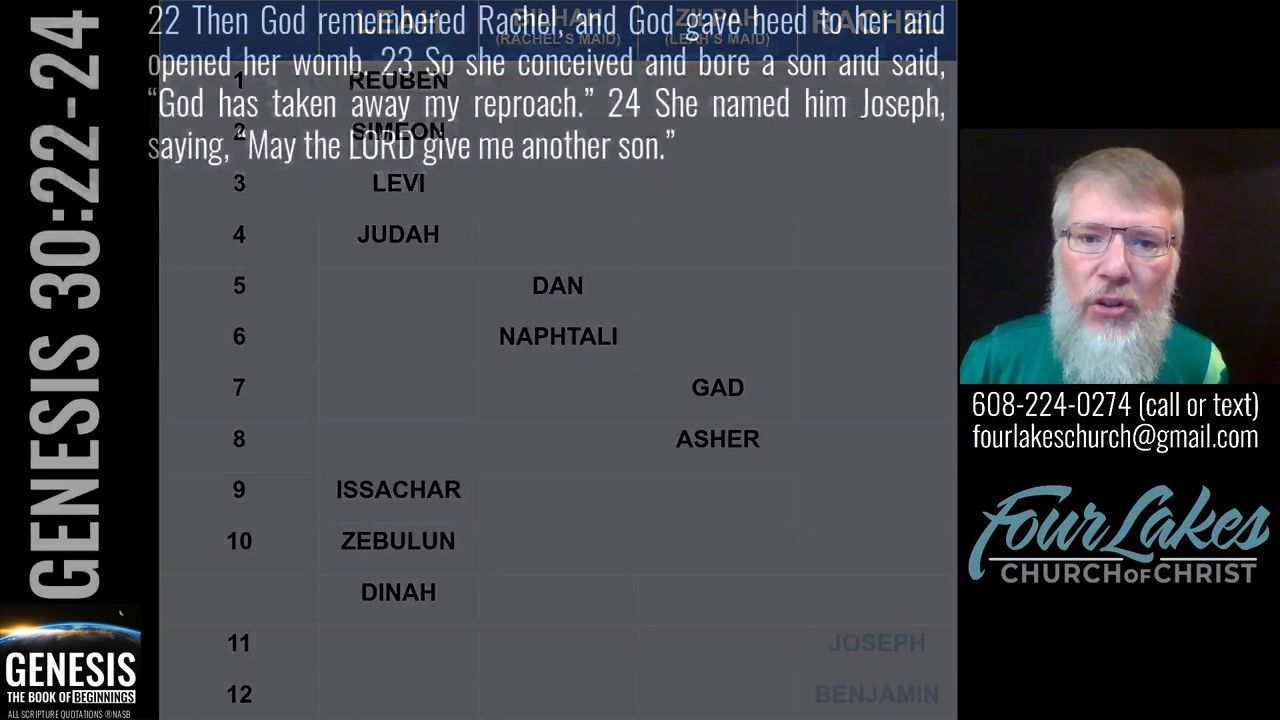 GENESIS 30:22-24
22 Then God remembered Rachel, and God gave heed to her and
opened her womb. 23 So she conceived and bore a son and said,
“God has taken away my reproach.” 24 She named him Joseph,
saying, “May the LORD give me another son.”
LEAH BILHAH ZILPAH RACHEL
(RACHEL'S MAID) (LEAH'S MAID)
1 REUBEN
2 SIMEON
3 LEVI
4 JUDAH
5 DAN
6 NAPHTALI
7 GAD
8 ASHER
9 ISSACHAR
10 ZEBULUN
DINAH
11 JOSEPH
12 BENJAMIN
GENESIS
THE BOOK OF BEGINNINGS
ALL SCRIPTURE QUOTATIONS ®NASB
608-224-0274 (call or text)
fourlakeschurch@gmail.com
Four Lakes
CHURCH OF CHRIST